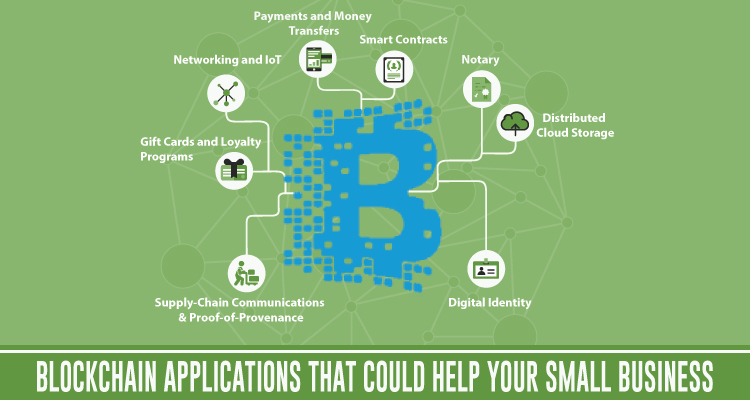 Payments and Money
Transfers
Smart Contracts
Networking and IoT
Notary
Distributed
Cloud Storage
Gift Cards and Loyalty
Programs
Supply-Chain Communications
& Proof-of-Provenance
Digital Identity
BLOCKCHAIN APPLICATIONS THAT COULD HELP YOUR SMALL BUSINESS